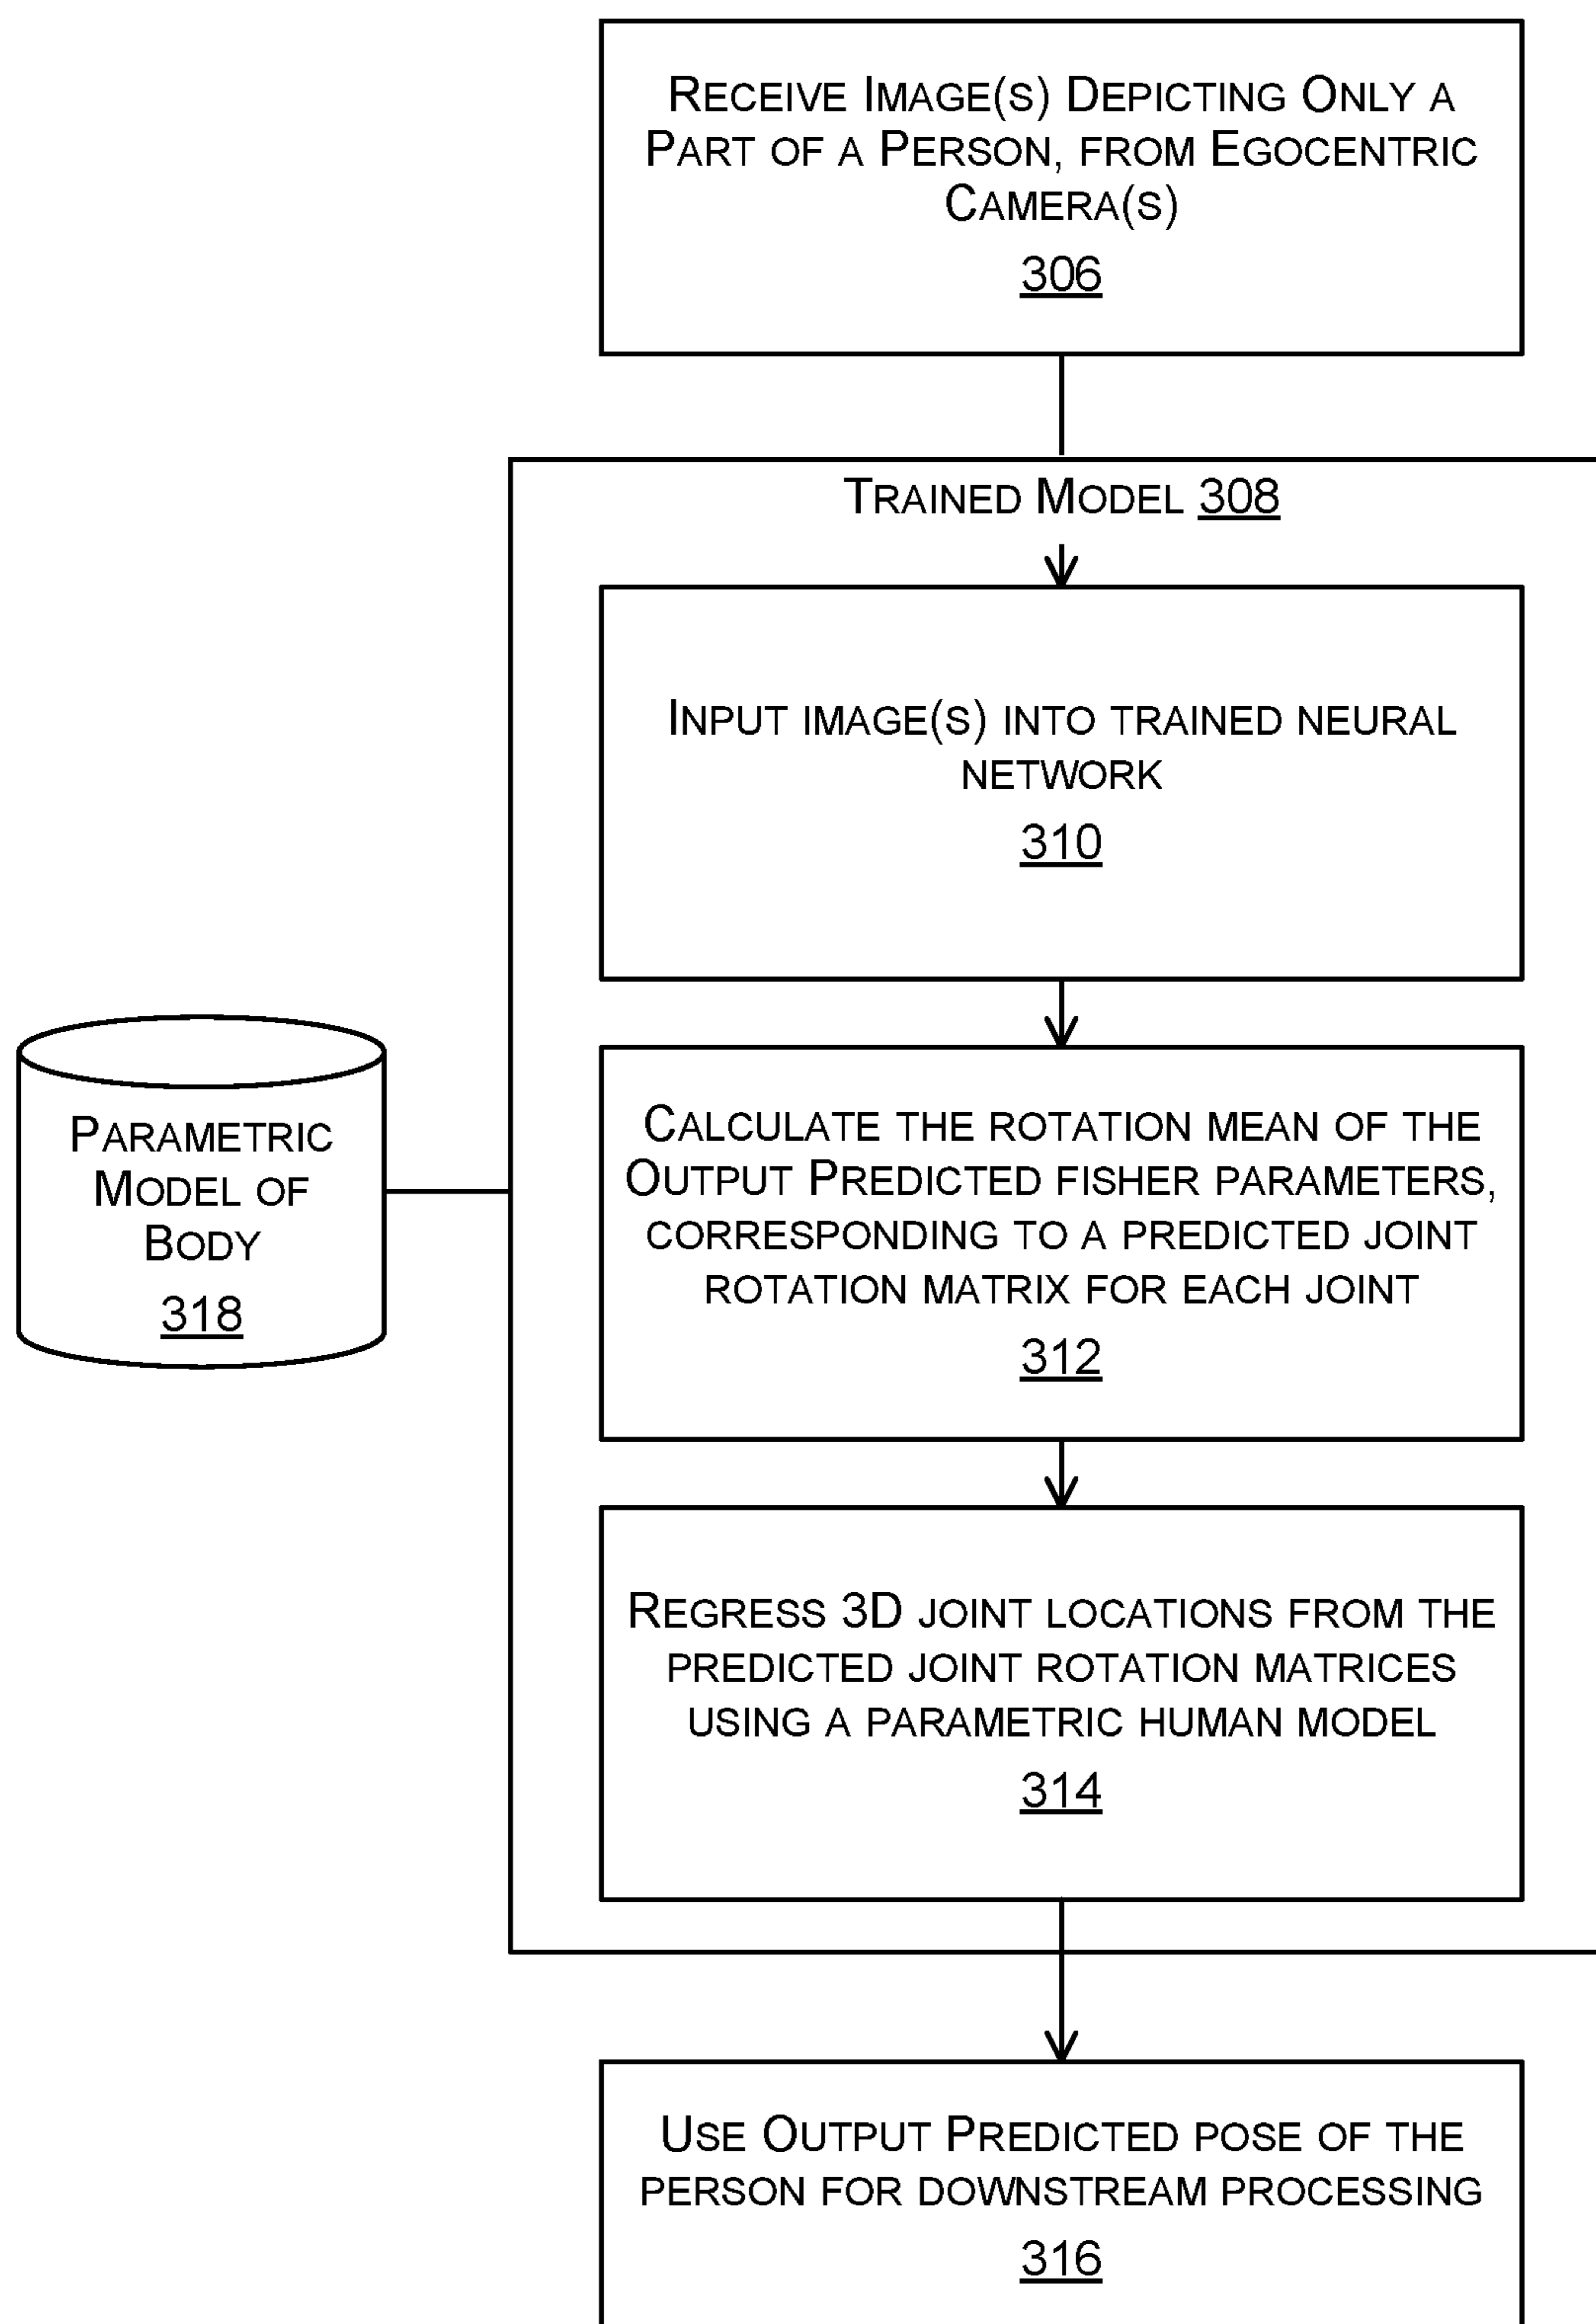 Receive Image(s) Depicting Only a
Part of a Person, from Egocentric
Camera(s)
306
Trained Model 308
Input image(s) into trained neural
network
310
Parametric
Model of
Body
318
Calculate the rotation mean of the
Output Predicted fisher parameters,
corresponding to a predicted joint
rotation matrix for each joint
312
Regress 3D joint locations from the
predicted joint rotation matrices
using a parametric human model
314
Use Output Predicted pose of the
person for downstream processing
316